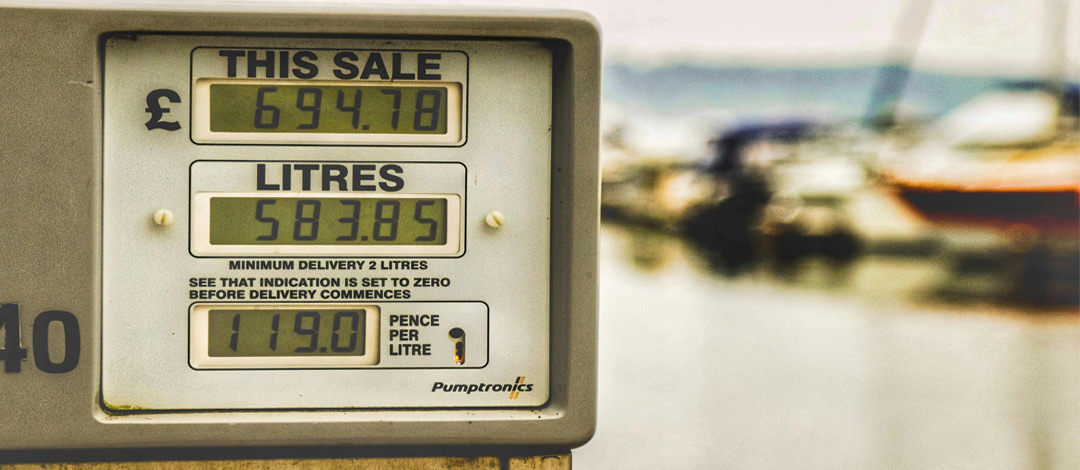 THIS SALE
£ 694.78
LITRES
583.85
MINIMUM DELIVERY 2 LITRES
SEE THAT INDICATION IS SET TO ZERO
BEFORE DELIVERY COMMENCES
119.0
PENCE
PER
LITRE
40
Pumptronics